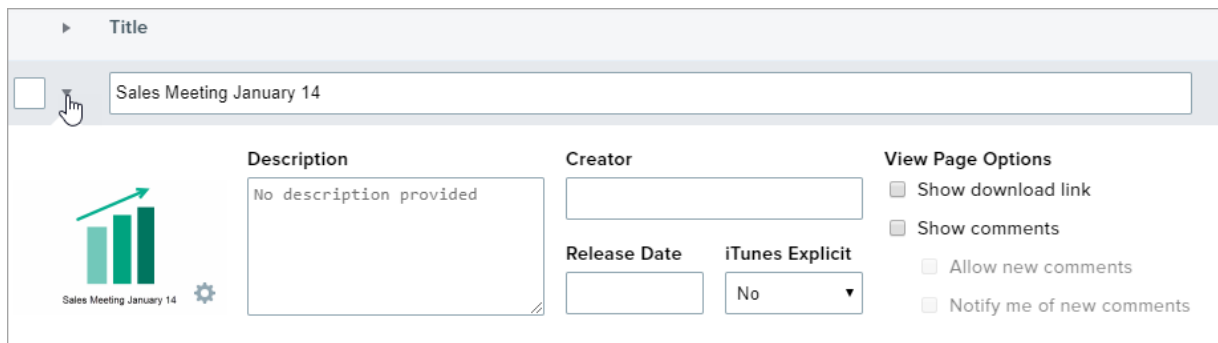 Title
Sales Meeting January 14
Description
No description provided
Creator
Release Date
iTunes Explicit
No
View Page Options
Show download link
Show comments
Allow new comments
Notify me of new comments
Sales Meeting January 14